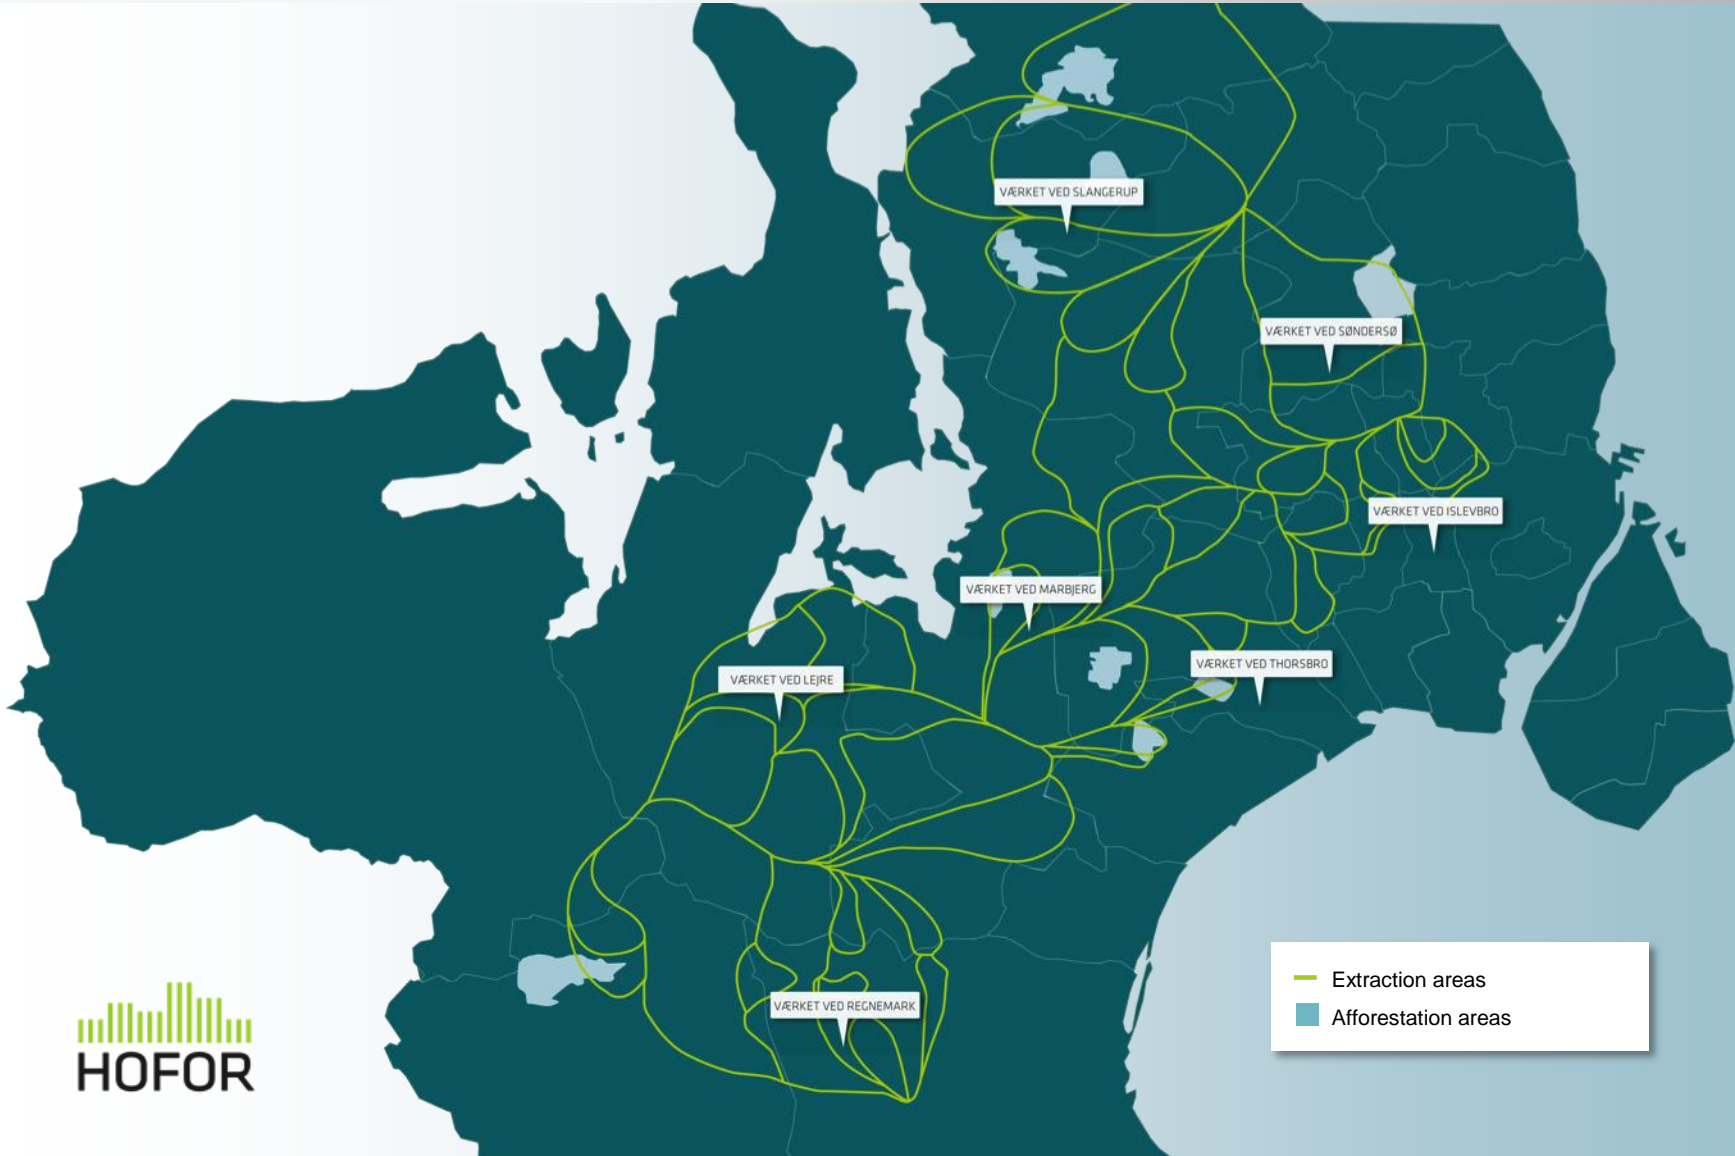 VÆRKET VED SLANGERUP
VÆRKET VED SØNDERSØ
VÆRKET VED ISLEVBRO
VÆRKET VED MARBJERG
VÆRKET VED THORSBRO
VÆRKET VED LEJRE
VÆRKET VED REGNEMARK
Extraction areas
Afforestation areas
HOFOR